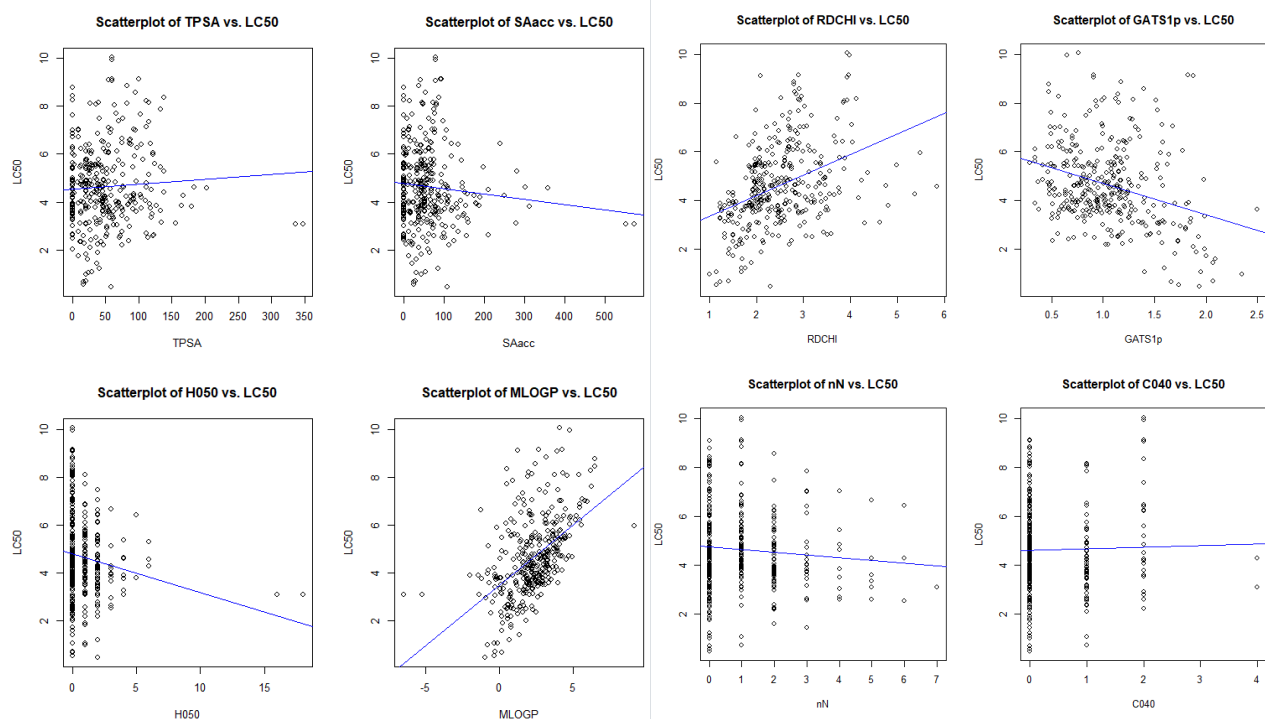 Scatterplot of TPSA vs. LC50
LC50
2 4 6 8 10
0 50 100 150 200 250 300 350
TPSA
Scatterplot of SAacc vs. LC50
LC50
2 4 6 8 10
0 100 200 300 400 500
SAacc
Scatterplot of RDCHI vs. LC50
LC50
2 4 6 8 10
1 2 3 4 5 6
RDCHI
Scatterplot of GATS1p vs. LC50
LC50
2 4 6 8 10
0.5 1.0 1.5 2.0 2.5
GATS1p
Scatterplot of H050 vs. LC50
LC50
2 4 6 8 10
0 5 10 15
H050
Scatterplot of MLOGP vs. LC50
LC50
2 4 6 8 10
-5 0 5
MLOGP
Scatterplot of nN vs. LC50
LC50
2 4 6 8 10
0 1 2 3 4 5 6 7
nN
Scatterplot of C040 vs. LC50
LC50
2 4 6 8 10
0 1 2 3 4
C040